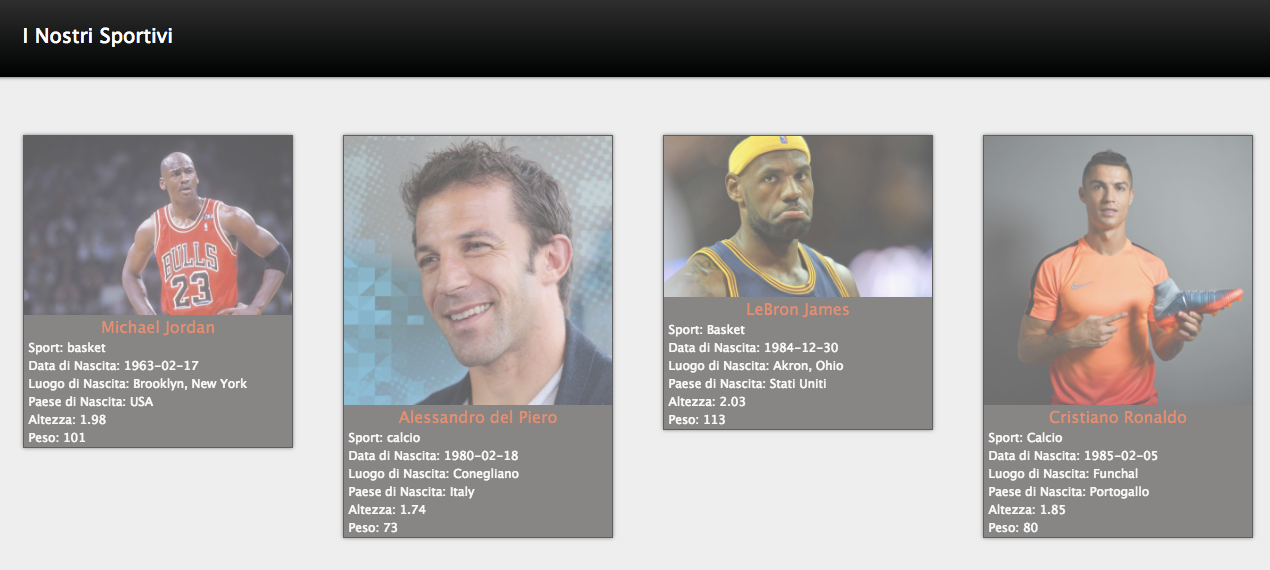 I Nostri Sportivi
BULLS
23
Michael Jordan
Sport: basket
Data di Nascita: 1963-02-17
Luogo di Nascita: Brooklyn, New York
Paese di Nascita: USA
Altezza: 1.98
Peso: 101
Alessandro del Piero
Sport: calcio
Data di Nascita: 1980-02-18
Luogo di Nascita: Conegliano
Paese di Nascita: Italy
Altezza: 1.74
Peso: 73
LeBron James
Sport: Basket
Data di Nascita: 1984-12-30
Luogo di Nascita: Akron, Ohio
Paese di Nascita: Stati Uniti
Altezza: 2.03
Peso: 113
Cristiano Ronaldo
Sport: Calcio
Data di Nascita: 1985-02-05
Luogo di Nascita: Funchal
Paese di Nascita: Portogallo
Altezza: 1.85
Peso: 80